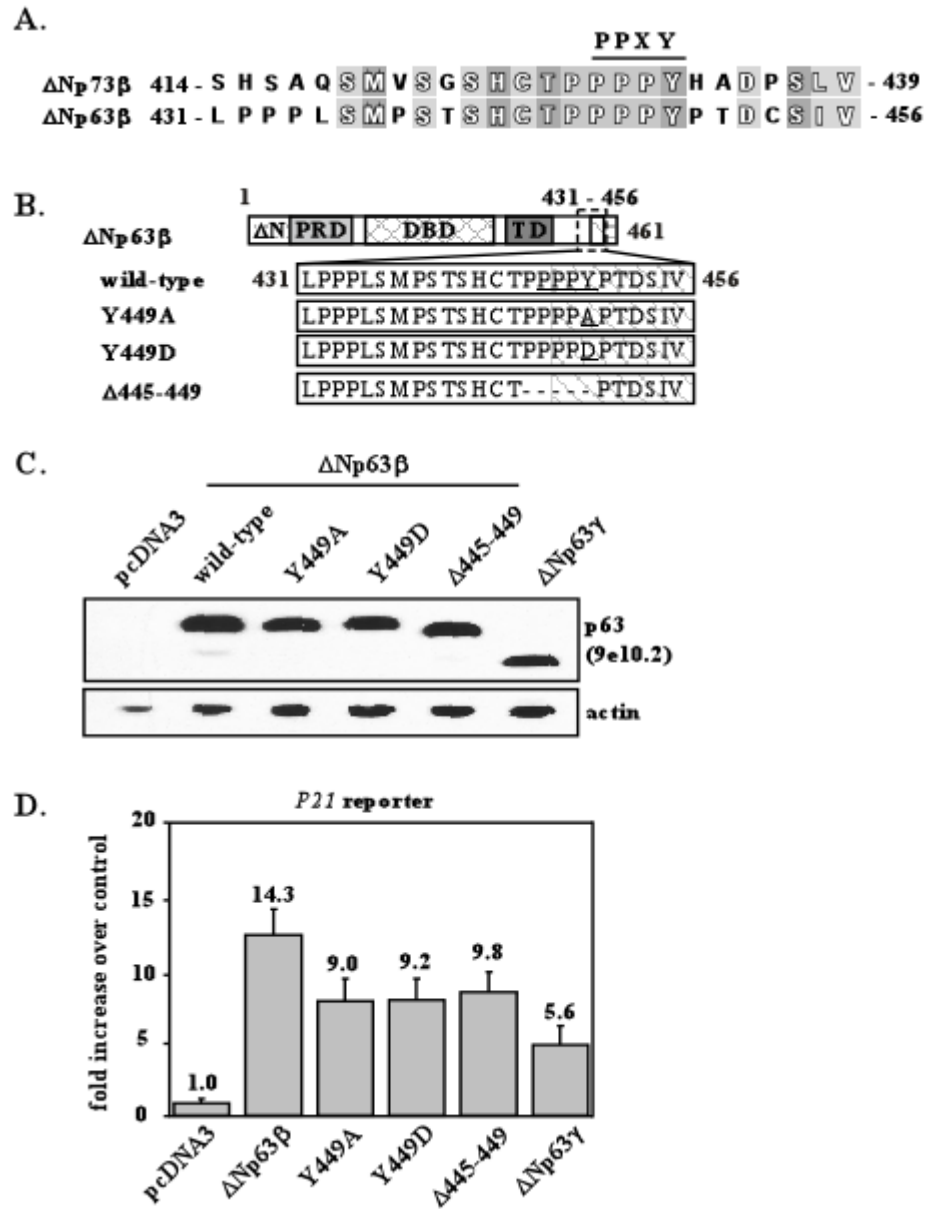 A.
PPXY
ΔNp73β 414 - S H S A Q S M V S G S H C T P P P P Y H A D P S L V - 439
ΔNp63β 431 - L P P P L S M P S T S H C T P P P P Y P T D C S I V - 456
B.
1 431 - 456
ΔNp63β ΔN PRD DBD TD 461
wild-type 431 LPPPLSMPSTSHCTPPPPYPTDSIV 456
Y449A LPPPLSMPSTSHCTPPPPAPTDSIV
Y449D LPPPLSMPSTSHCTPPPPDPTDSIV
Δ445-449 LPPPLSMPSTSHCT-----PTDSIV
C.
ΔNp63β
pcDNA3 wild-type Y449A Y449D Δ445-449 ΔNp63γ
p63
(9e10.2)
actin
D.
P21 reporter
fold increase over control
20
15
10
5
0
1.0 14.3 9.0 9.2 9.8 5.6
pcDNA3 ΔNp63β Y449A Y449D Δ445-449 ΔNp63γ